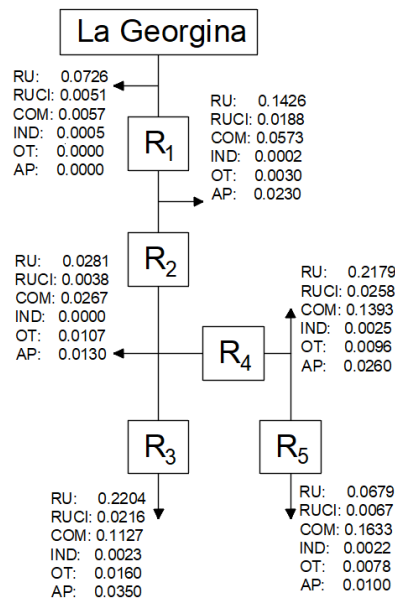 La Georgina
RU: 0.0726
RUCI: 0.0051
COM: 0.0057
IND: 0.0005
OT: 0.0000
AP: 0.0000
RU: 0.1426
RUCI: 0.0188
COM: 0.0573
IND: 0.0002
OT: 0.0030
AP: 0.0230
R1
R2
RU: 0.0281
RUCI: 0.0038
COM: 0.0267
IND: 0.0000
OT: 0.0107
AP: 0.0130
RU: 0.2179
RUCI: 0.0258
COM: 0.1393
IND: 0.0025
OT: 0.0096
AP: 0.0260
R4
R3
R5
RU: 0.2204
RUCI: 0.0216
COM: 0.1127
IND: 0.0023
OT: 0.0160
AP: 0.0350
RU: 0.0679
RUCI: 0.0067
COM: 0.1633
IND: 0.0022
OT: 0.0078
AP: 0.0100